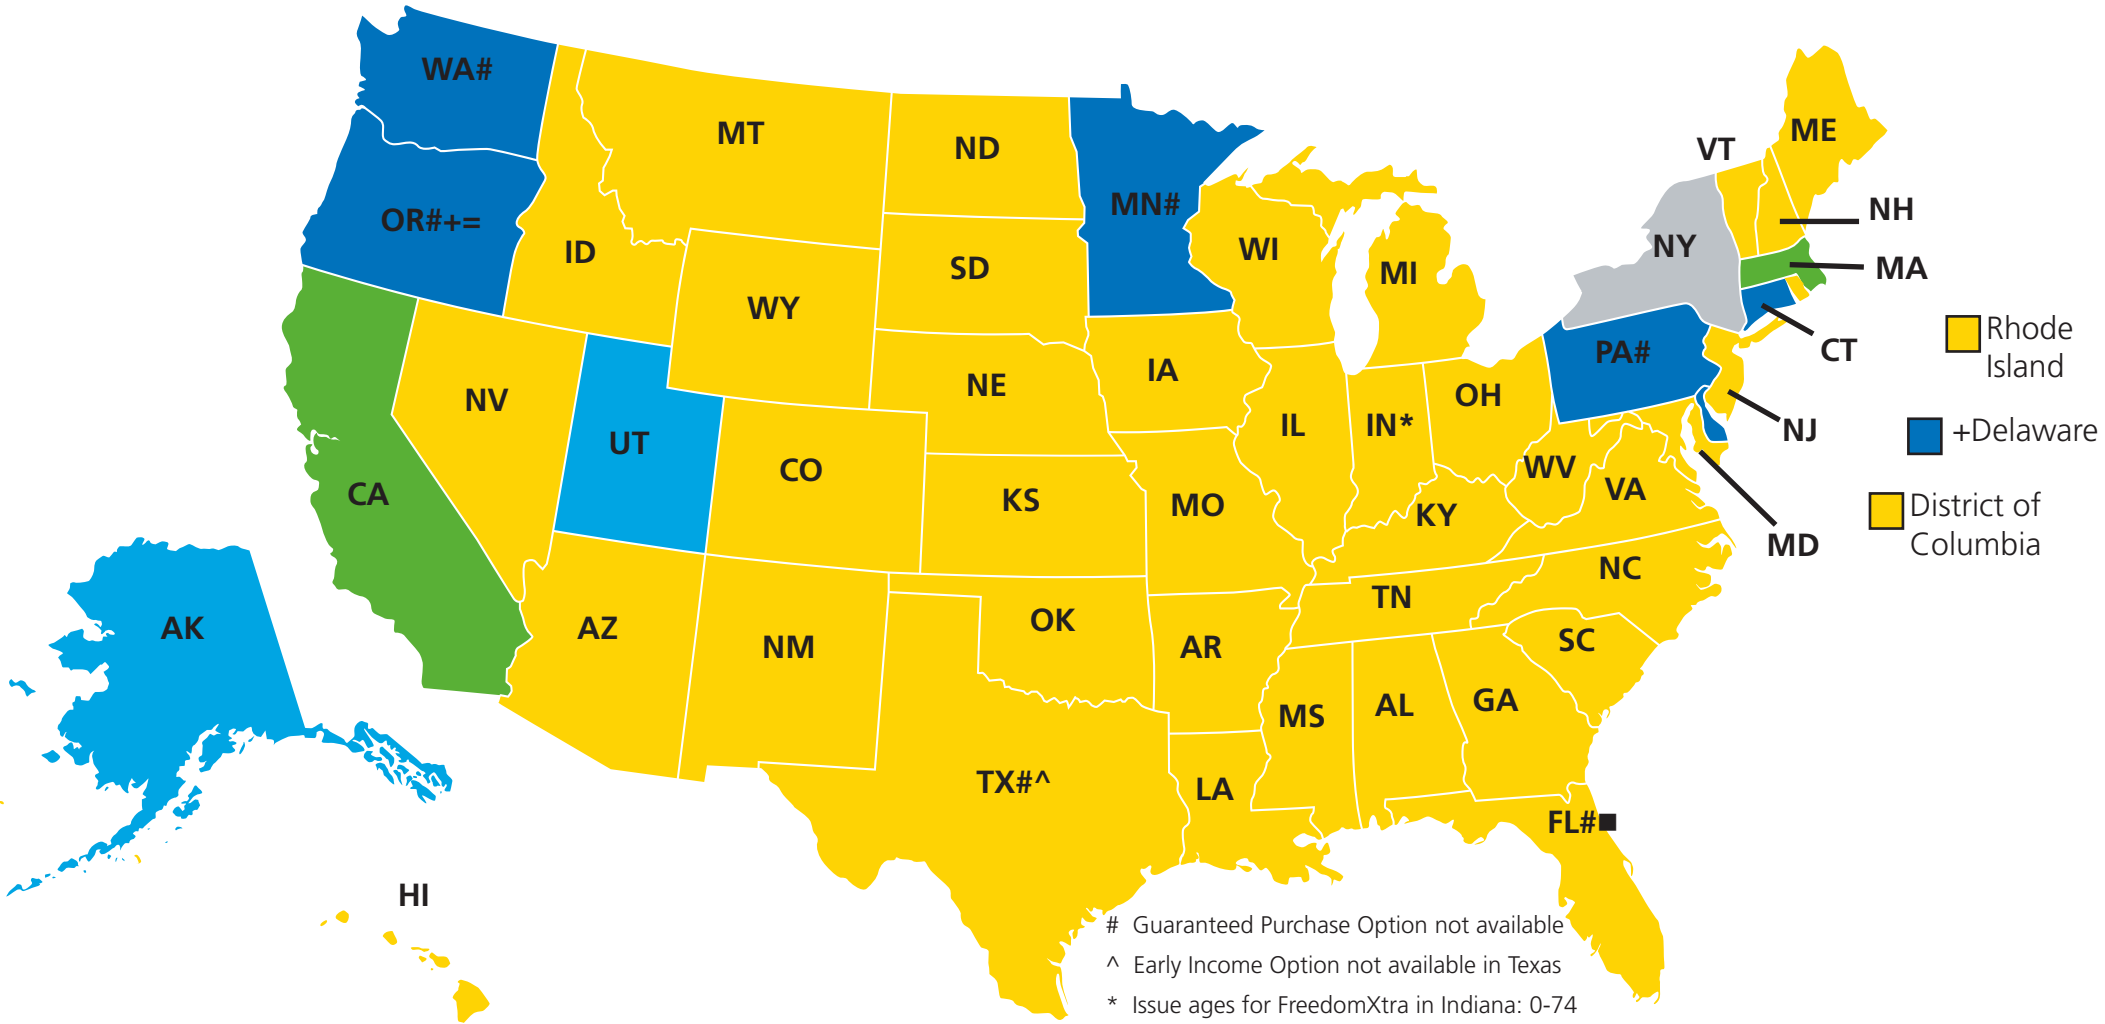 WA#
MT
ND
MN#
VT
ME
OR#+=
ID
SD
WI
MI
NY
NH
MA
WY
Rhode
Island
CT
PA#
NV
NE
IA
OH
UT
CO
IL
IN*
NJ
+Delaware
CA
KS
MO
WV
VA
KY
MD
District of
Columbia
NC
AK
AZ
NM
OK
AR
TN
SC
MS
AL
GA
TX#^
LA
FL#■
HI
# Guaranteed Purchase Option not available
^ Early Income Option not available in Texas
* Issue ages for FreedomXtra in Indiana: 0-74